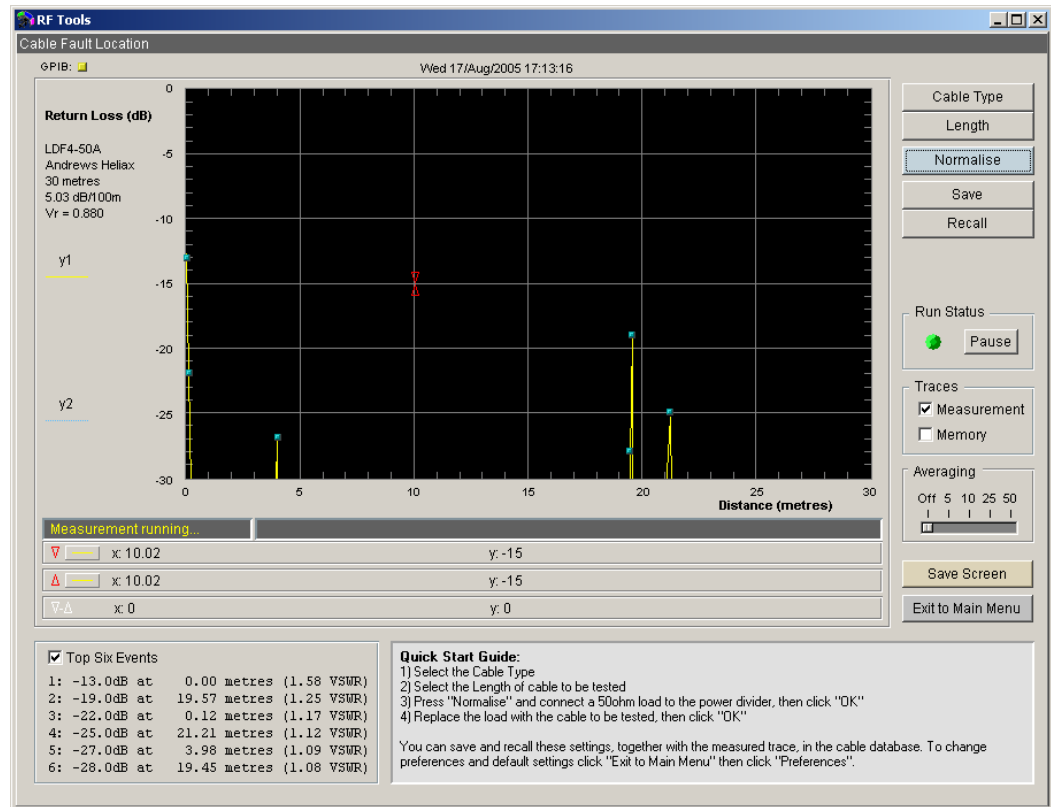 RF Tools
Cable Fault Location
GPIB:
Wed 17/Aug/2005 17:13:16
Return Loss (dB)
LDF4-50A
Andrews Heliax
30 metres
5.03 dB/100m
Vr = 0.880
y1
y2
0
-5
-10
-15
-20
-25
-30
0 5 10 15 20 25 30
Distance (metres)
Measurement running...
x: 10.02 y: -15
x: 10.02 y: -15
∇-Δ x: 0 y: 0
Cable Type
Length
Normalise
Save
Recall
Run Status
Pause
Traces
Measurement
Memory
Averaging
Off 5 10 25 50
Save Screen
Exit to Main Menu
Top Six Events
1: -13.0dB at 0.00 metres (1.58 VSWR)
2: -19.0dB at 19.57 metres (1.25 VSWR)
3: -22.0dB at 0.12 metres (1.17 VSWR)
4: -25.0dB at 21.21 metres (1.12 VSWR)
5: -27.0dB at 3.98 metres (1.09 VSWR)
6: -28.0dB at 19.45 metres (1.08 VSWR)
Quick Start Guide:
1) Select the Cable Type
2) Select the Length of cable to be tested
3) Press "Normalise" and connect a 50ohm load to the power divider, then click "OK"
4) Replace the load with the cable to be tested, then click "OK"
You can save and recall these settings, together with the measured trace, in the cable database. To change
preferences and default settings click "Exit to Main Menu" then click "Preferences".